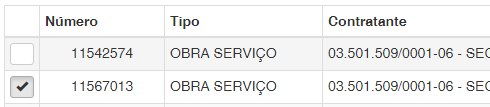 Número Tipo Contratante
11542574 OBRA SERVIÇO 03.501.509/0001-06 - SEC
11567013 OBRA SERVIÇO 03.501.509/0001-06 - SEC